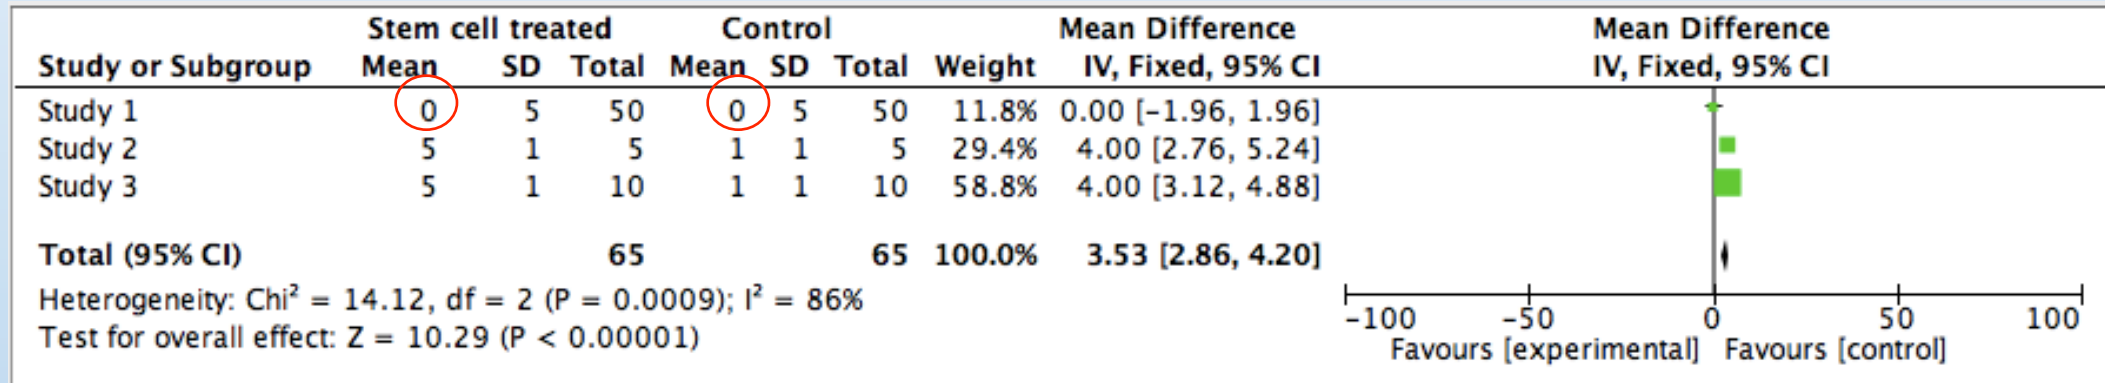 Stem cell treated Control Mean Difference Mean Difference
Study or Subgroup Mean SD Total Mean SD Total Weight IV, Fixed, 95% CI IV, Fixed, 95% CI
Study 1 0 5 50 0 5 50 11.8% 0.00 [−1.96, 1.96]
Study 2 5 1 5 1 1 5 29.4% 4.00 [2.76, 5.24]
Study 3 5 1 10 1 1 10 58.8% 4.00 [3.12, 4.88]
Total (95% CI) 65 65 100.0% 3.53 [2.86, 4.20]
Heterogeneity: Chi² = 14.12, df = 2 (P = 0.0009); I² = 86%
Test for overall effect: Z = 10.29 (P < 0.00001)
−100 −50 0 50 100
Favours [experimental] Favours [control]